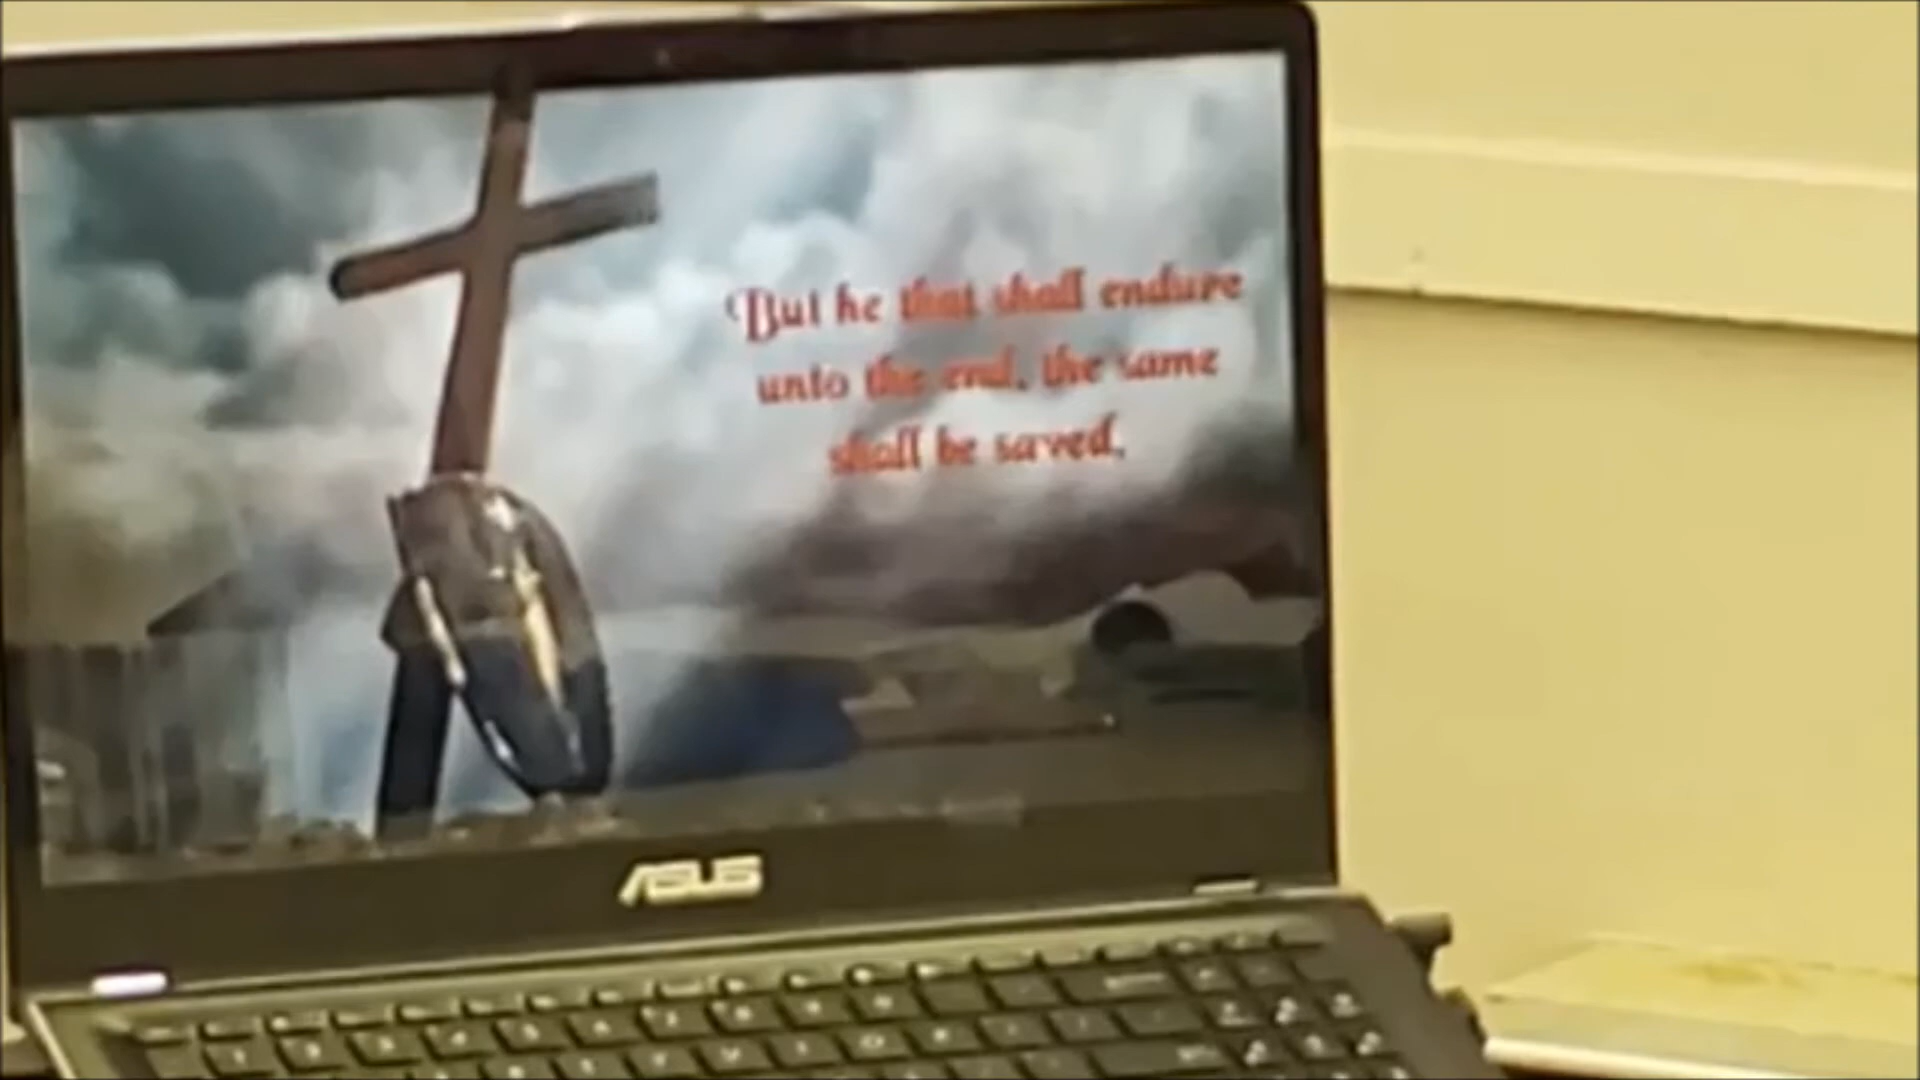 But he that shall endure
unto the end, the same
shall be saved.
ASUS